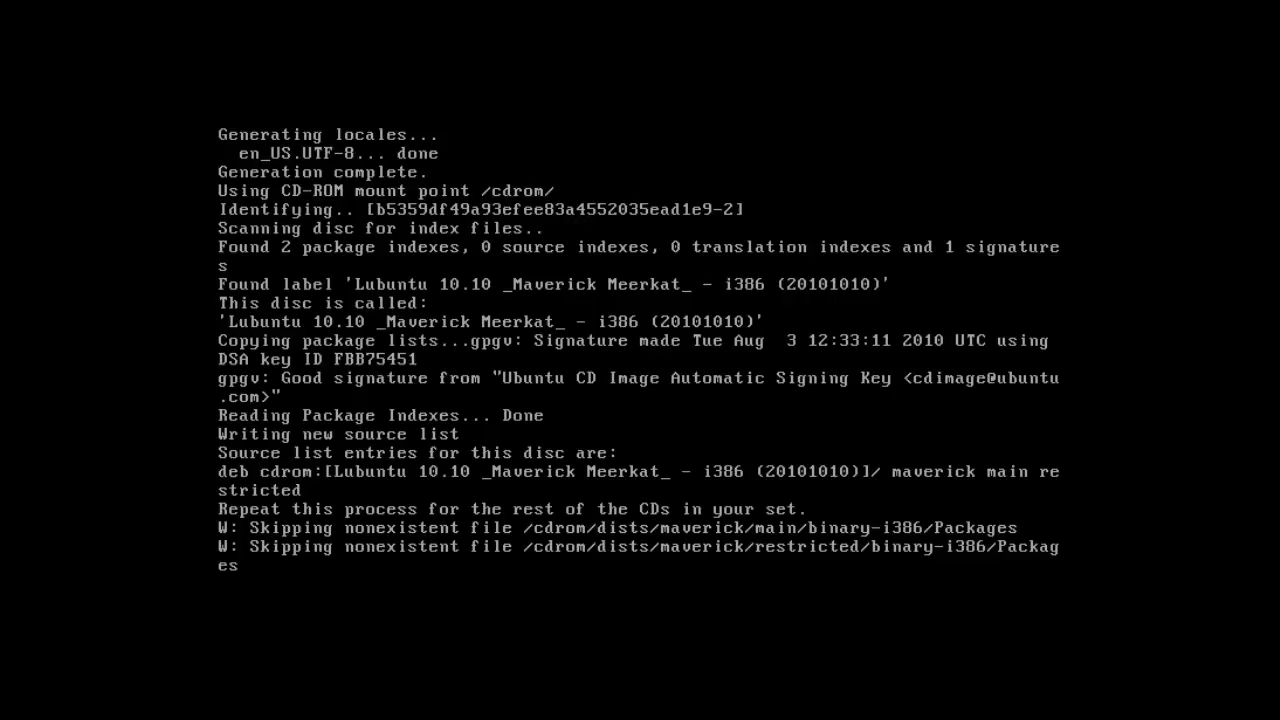 Generating locales...
  en_US.UTF-8... done
Generation complete.
Using CD-ROM mount point /cdrom/
Identifying.. [b5359df49a93efee83a4552035ead1e9-2]
Scanning disc for index files..
Found 2 package indexes, 0 source indexes, 0 translation indexes and 1 signature
s
Found label 'Lubuntu 10.10 _Maverick Meerkat_ - i386 (20101010)'
This disc is called:
'Lubuntu 10.10 _Maverick Meerkat_ - i386 (20101010)'
Copying package lists...gpgv: Signature made Tue Aug  3 12:33:11 2010 UTC using
DSA key ID FBB75451
gpgv: Good signature from "Ubuntu CD Image Automatic Signing Key <cdimage@ubuntu
.com>"
Reading Package Indexes... Done
Writing new source list
Source list entries for this disc are:
deb cdrom:[Lubuntu 10.10 _Maverick Meerkat_ - i386 (20101010)]/ maverick main re
stricted
Repeat this process for the rest of the CDs in your set.
W: Skipping nonexistent file /cdrom/dists/maverick/main/binary-i386/Packages
W: Skipping nonexistent file /cdrom/dists/maverick/restricted/binary-i386/Packag
es